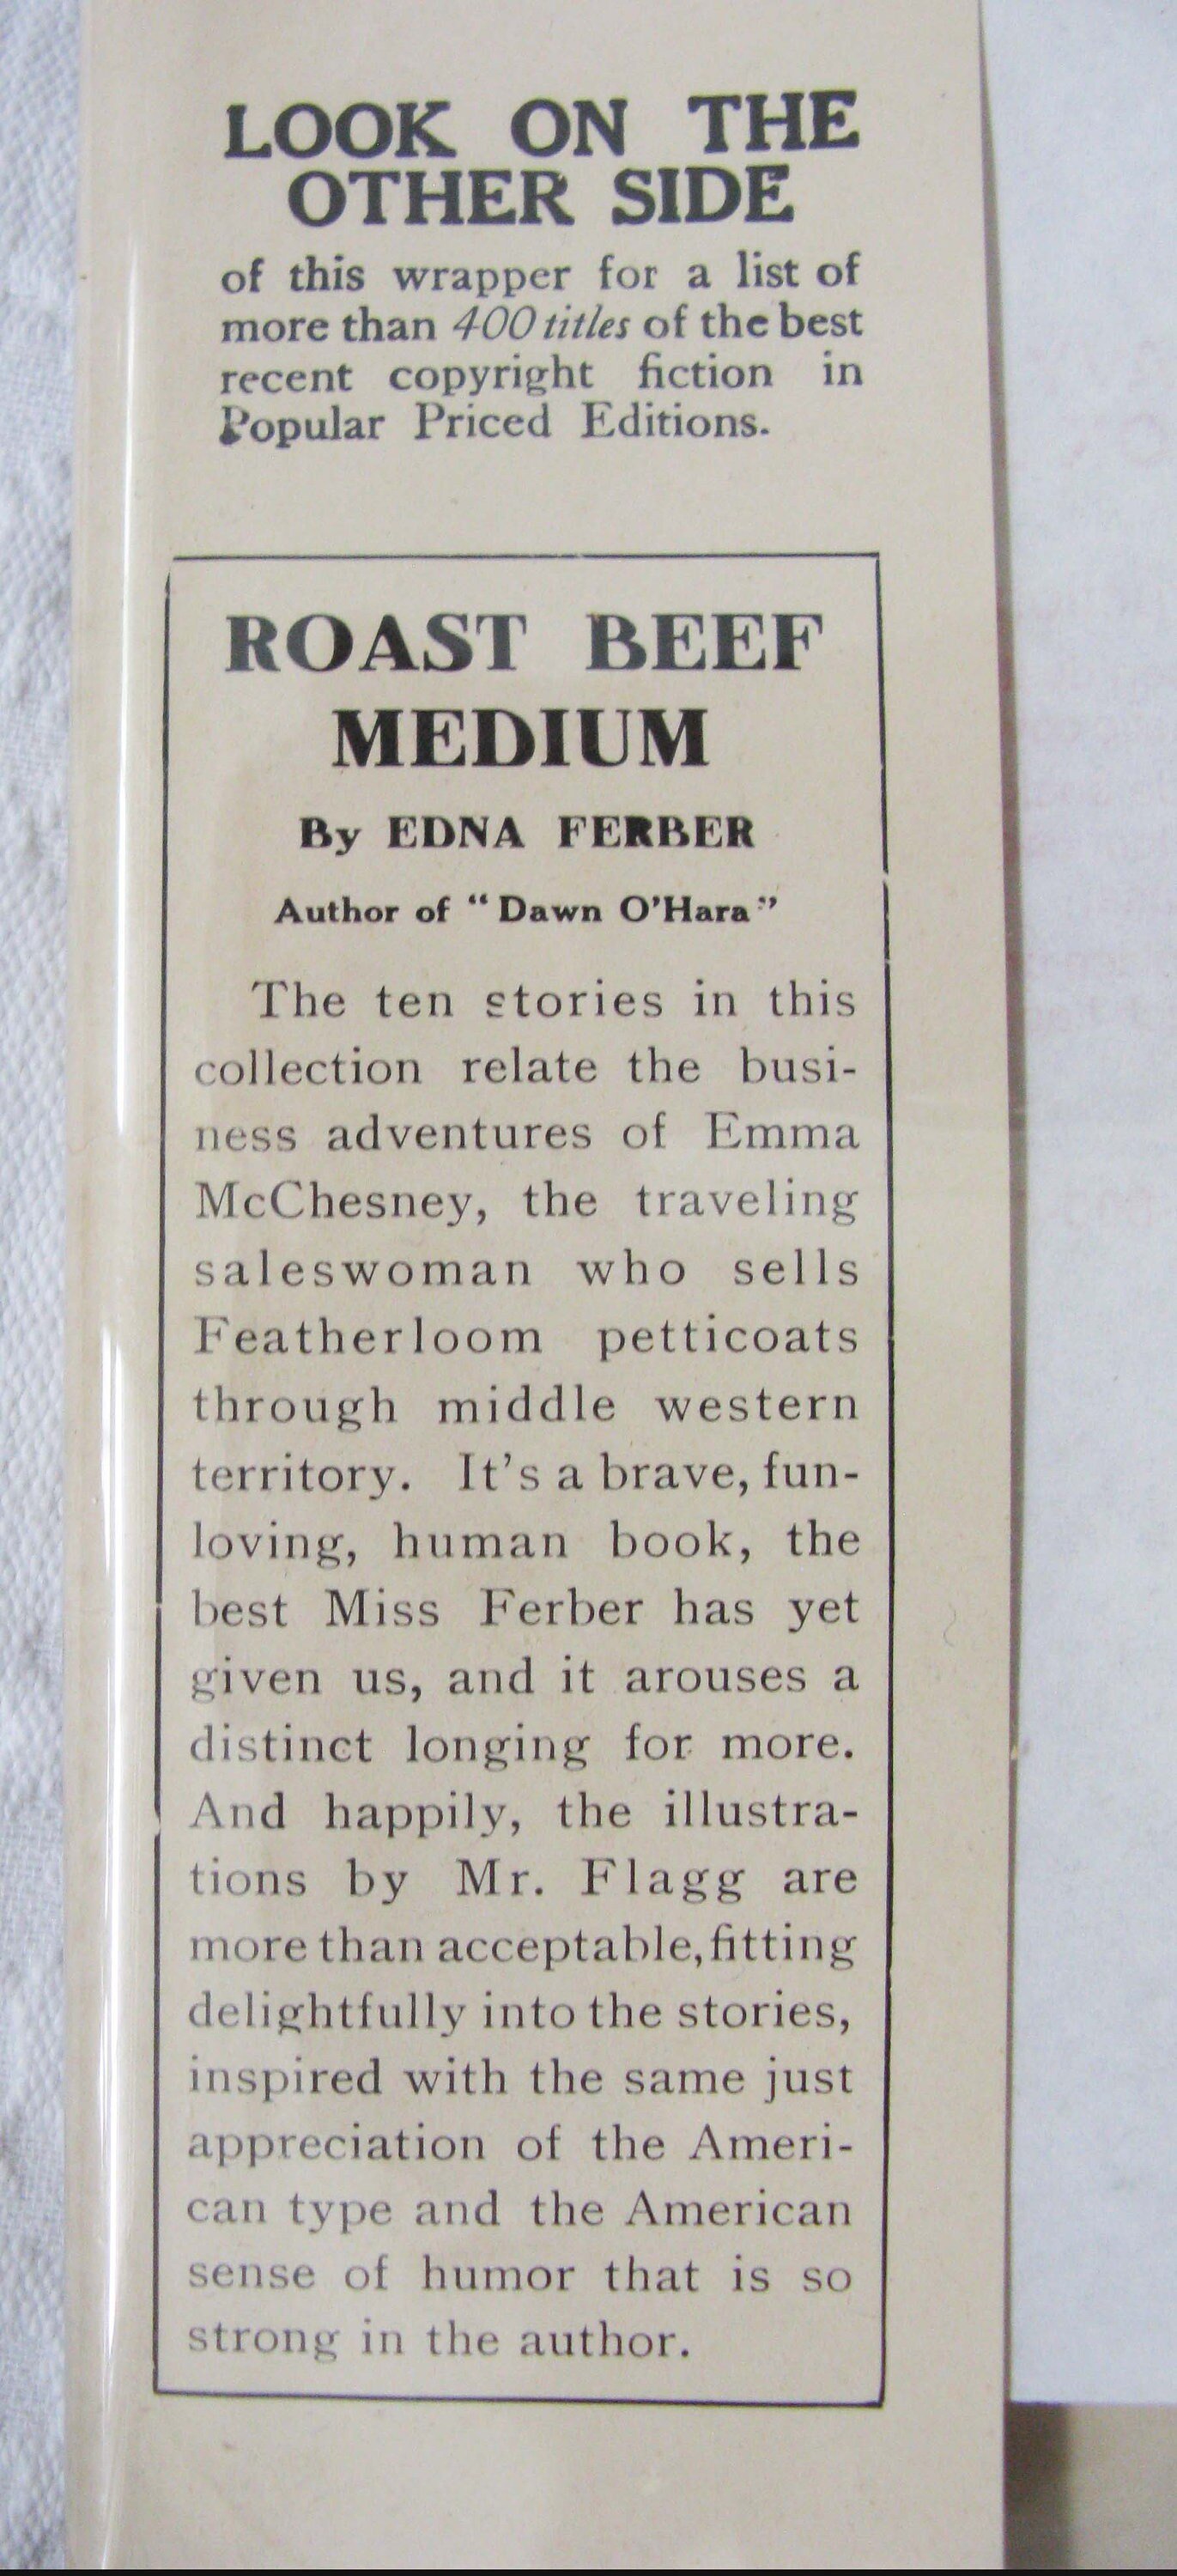 LOOK ON THE
OTHER SIDE
of this wrapper for a list of
more than 400 titles of the best
recent copyright fiction in
Popular Priced Editions.
ROAST BEEF
MEDIUM
By EDNA FERBER
Author of "Dawn O'Hara"
The ten stories in this
collection relate the busi-
ness adventures of Emma
McChesney, the traveling
saleswoman who sells
Featherloom petticoats
through middle western
territory. It's a brave, fun-
loving, human book, the
best Miss Ferber has yet
given us, and it arouses a
distinct longing for more.
And happily, the illustra-
tions by Mr. Flagg are
more than acceptable, fitting
delightfully into the stories,
inspired with the same just
appreciation of the Ameri-
can type and the American
sense of humor that is so
strong in the author.